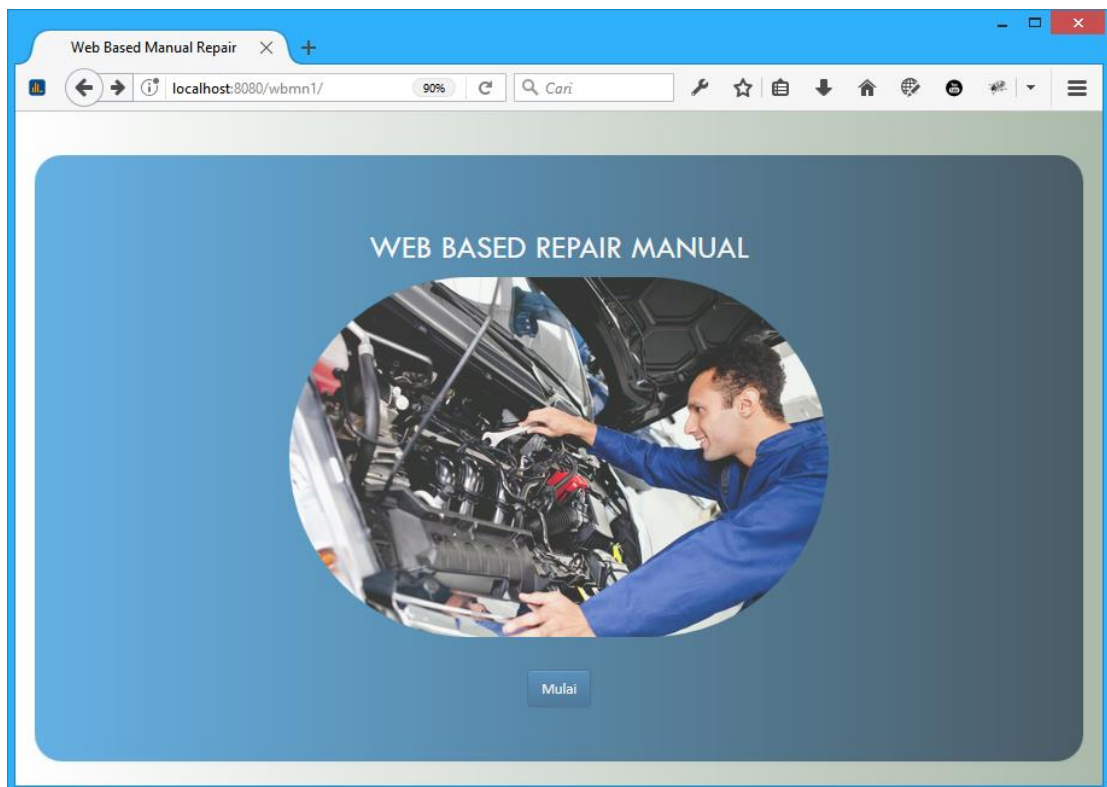 Web Based Manual Repair
localhost:8080/wbmn1/
90%
Cari
WEB BASED REPAIR MANUAL
Mulai